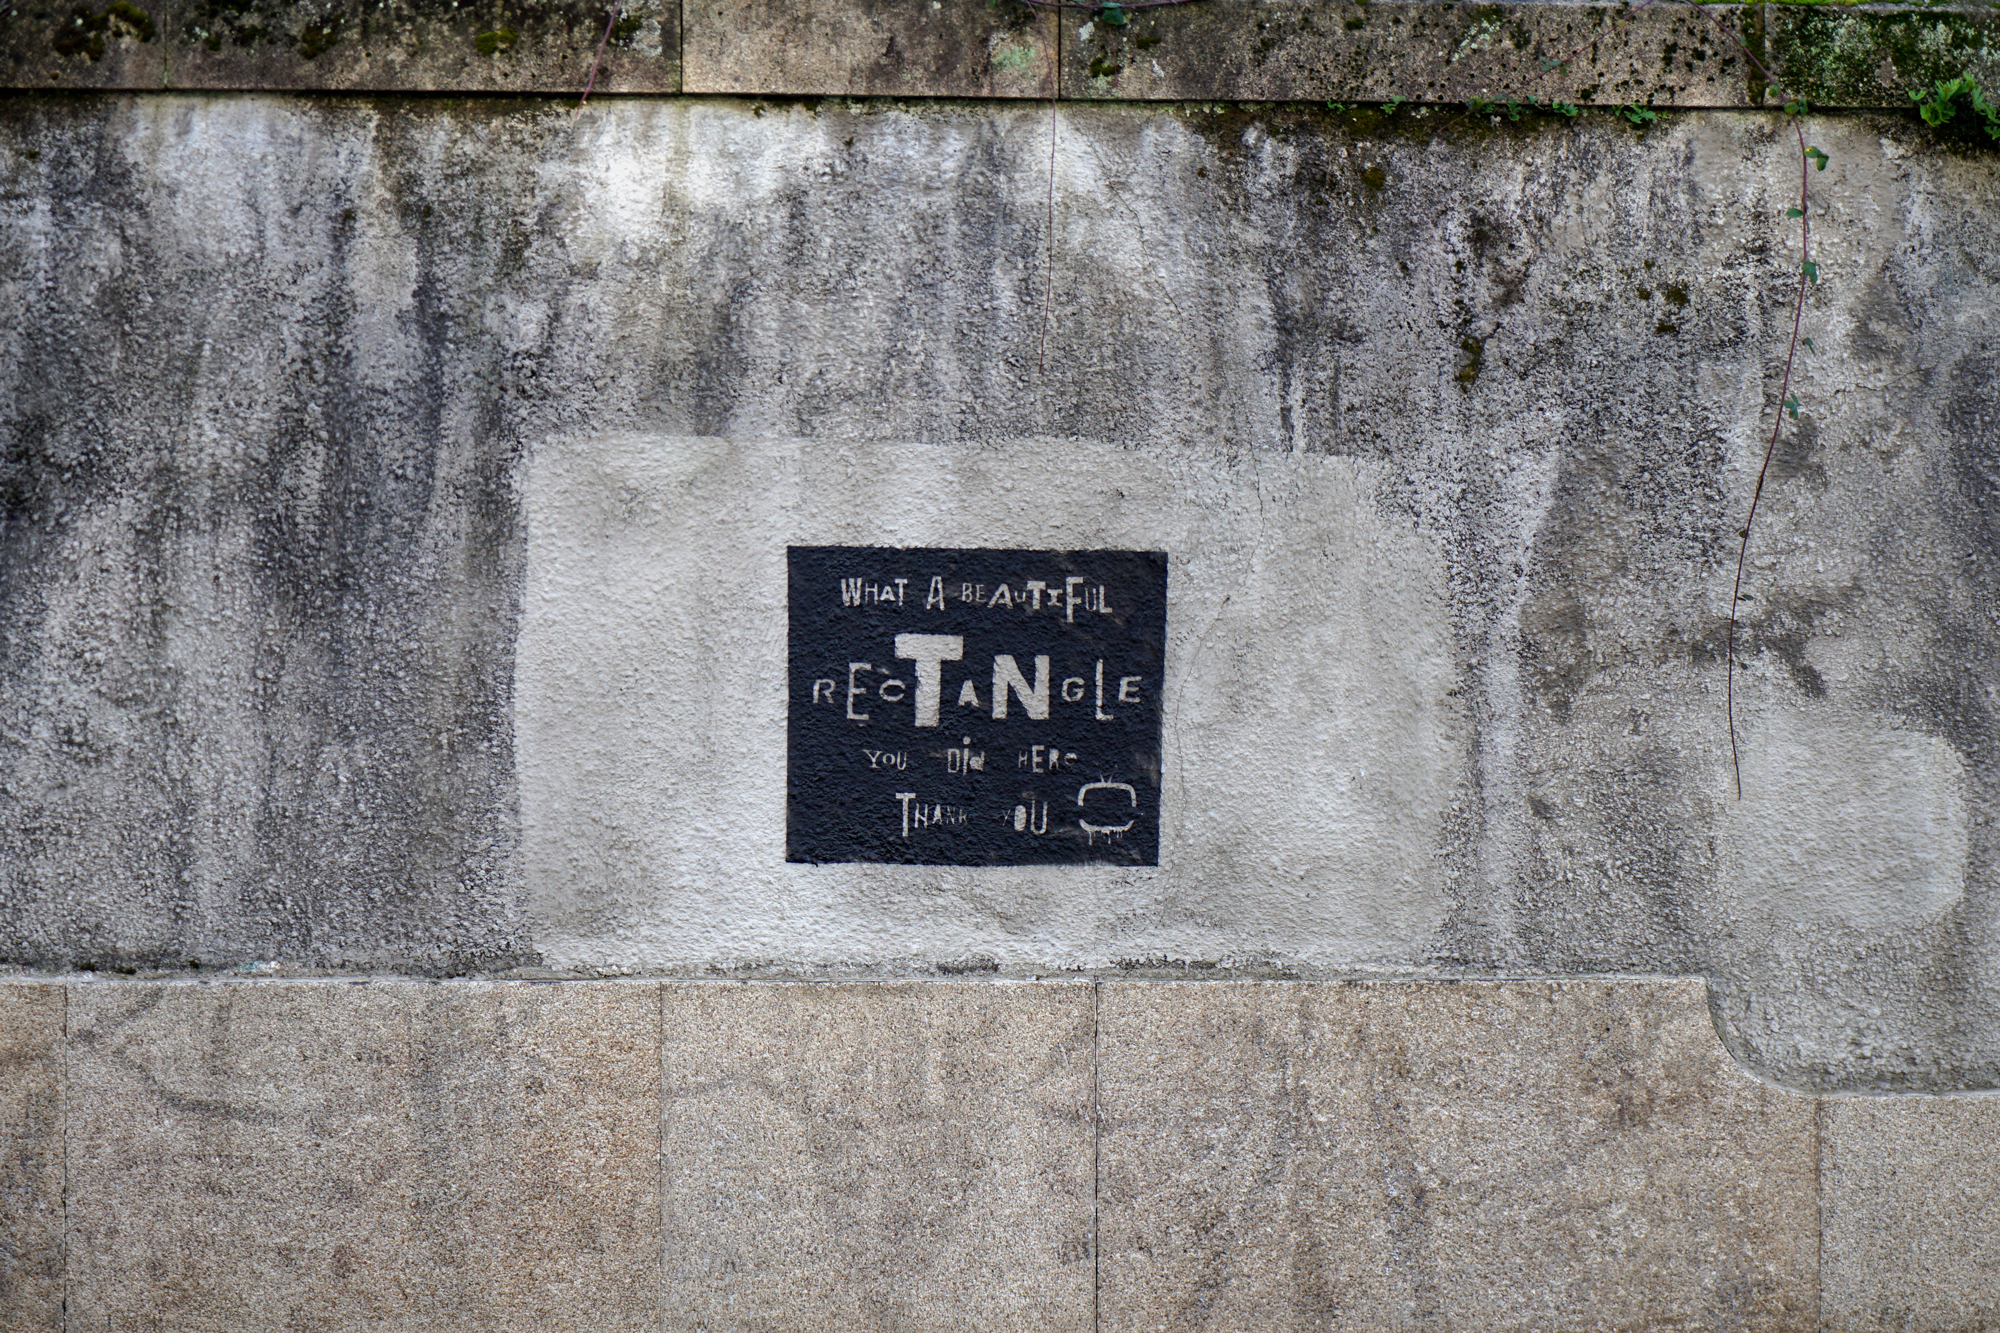 WHAT A BEAUTIFUL
RECTANGLE
YOU DID HERE
THANK YOU